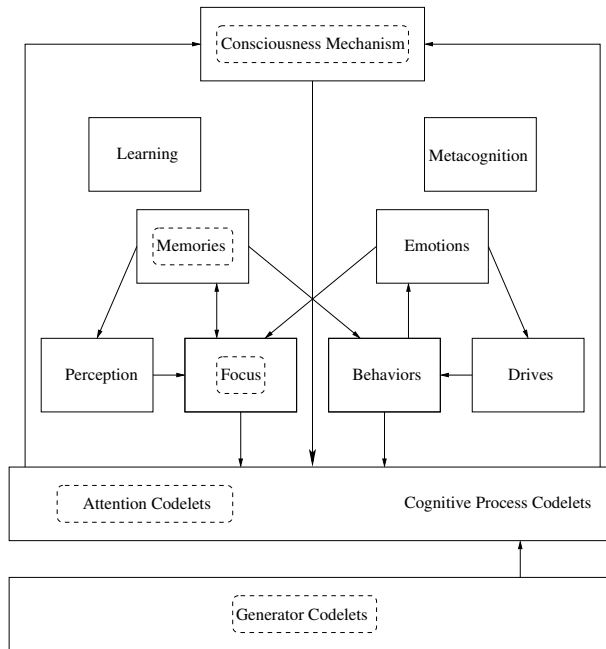 Consciousness Mechanism
Learning
Metacognition
Memories
Emotions
Perception
Focus
Behaviors
Drives
Attention Codelets
Cognitive Process Codelets
Generator Codelets